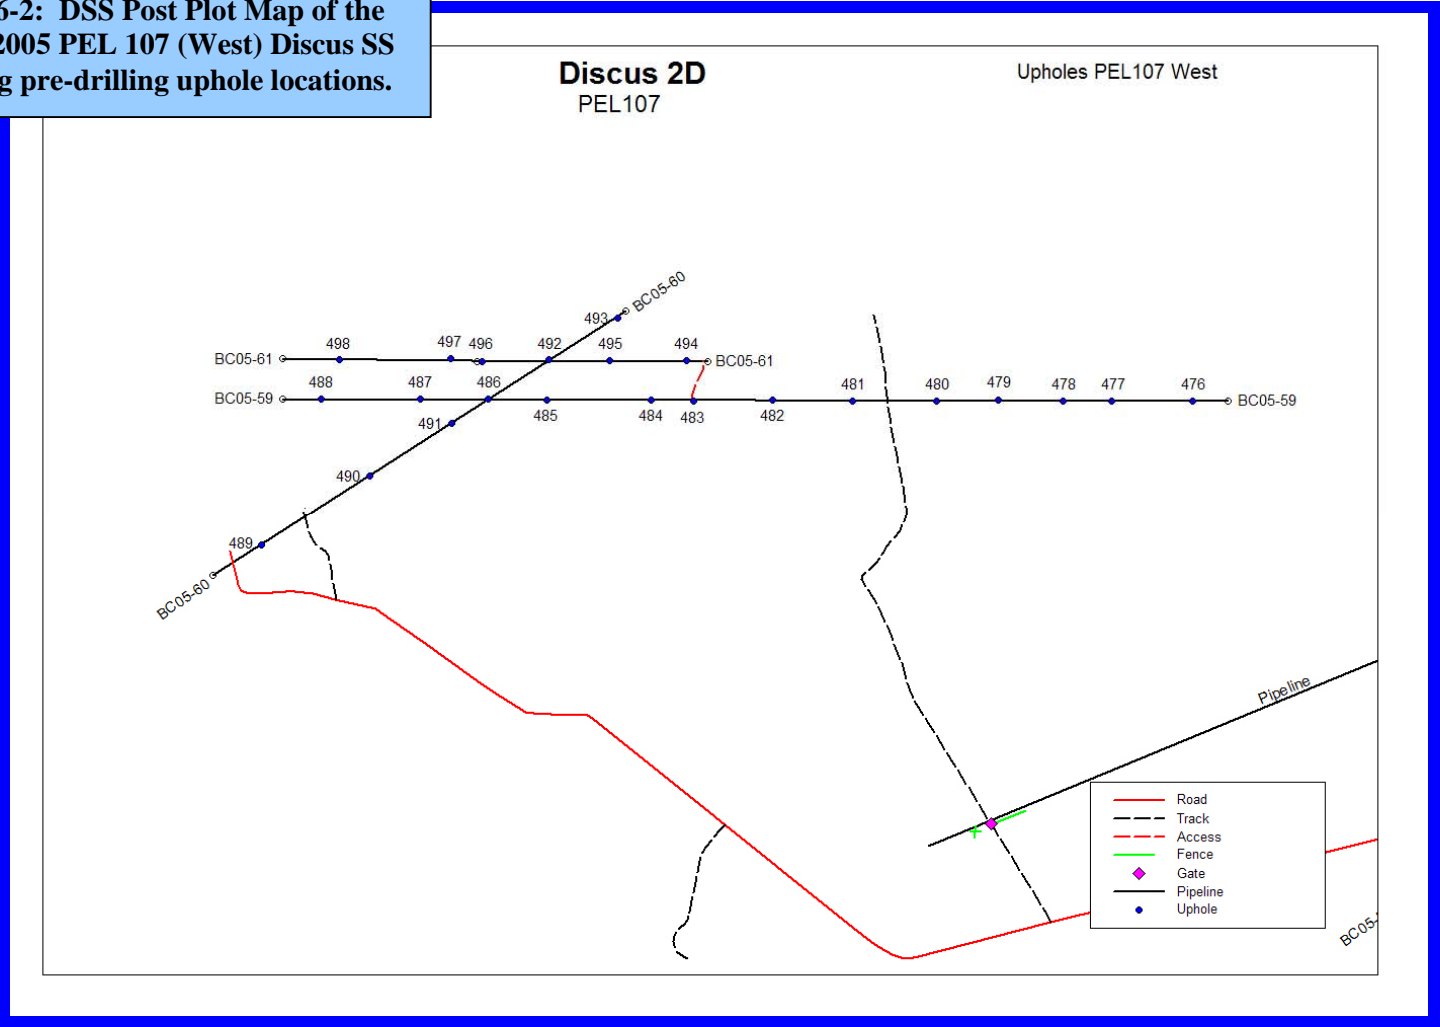 6-2: DSS Post Plot Map of the
2005 PEL 107 (West) Discus SS
g pre-drilling uphole locations.
Discus 2D
PEL107
Upholes PEL107 West
BC05-60
493
498
497
496
492
495
494
BC05-61
BC05-61
488
487
486
481
480
479
478
477
476
BC05-59
BC05-59
485
484
483
482
491
490
489
BC05-60
Pipeline
Road
Track
Access
Fence
Gate
Pipeline
Uphole
BC05-